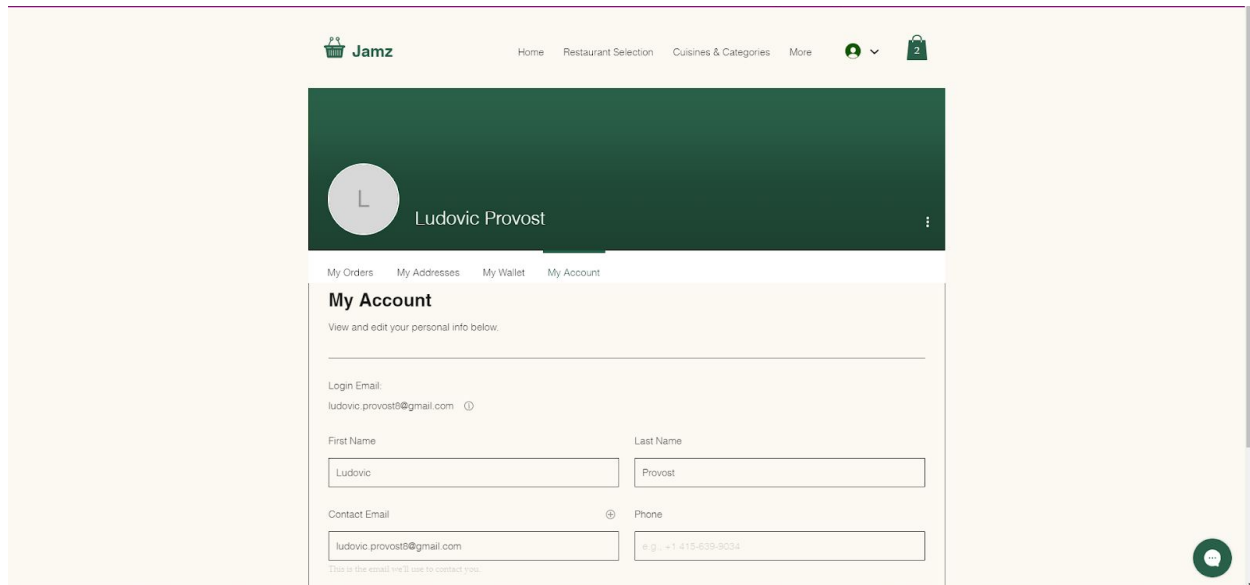 Jamz
Home Restaurant Selection Cuisines & Categories More 2
L
Ludovic Provost
My Orders My Addresses My Wallet My Account
My Account
View and edit your personal info below.
Login Email:
ludovic.provost8@gmail.com
First Name Last Name
Ludovic Provost
Contact Email Phone
ludovic.provost8@gmail.com e.g., +1 415-639-9034
This is the email we'll use to contact you.